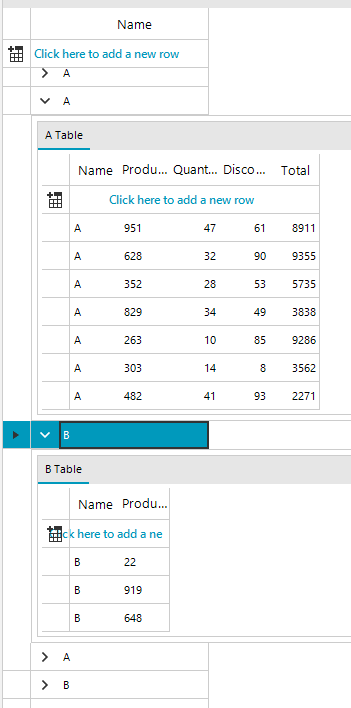 Name
Click here to add a new row
A
A
A Table
Name Produ... Quant... Disco... Total
Click here to add a new row
A 951 47 61 8911
A 628 32 90 9355
A 352 28 53 5735
A 829 34 49 3838
A 263 10 85 9286
A 303 14 8 3562
A 482 41 93 2271
B
B Table
Name Produ...
ck here to add a ne
B 22
B 919
B 648
A
B